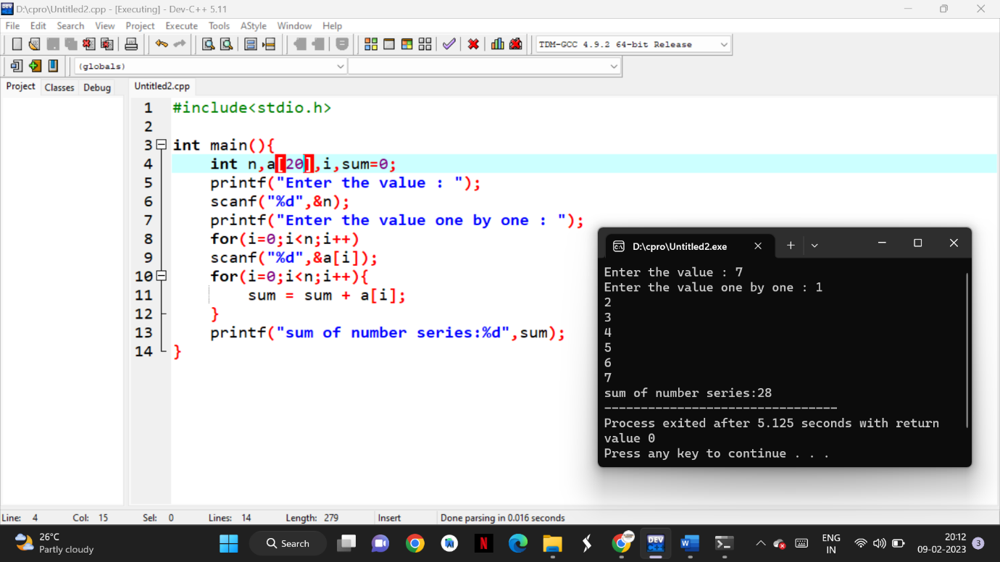 D:\cpro\Untitled2.cpp - [Executing] - Dev-C++ 5.11
File Edit Search View Project Execute Tools AStyle Window Help
TDM-GCC 4.9.2 64-bit Release
(globals)
Project Classes Debug Untitled2.cpp
1 #include<stdio.h>
2
3 int main(){
4 int n,a[20],i,sum=0;
5 printf("Enter the value : ");
6 scanf("%d",&n);
7 printf("Enter the value one by one : ");
8 for(i=0;i<n;i++)
9 scanf("%d",&a[i]);
10 for(i=0;i<n;i++){
11 sum = sum + a[i];
12 }
13 printf("sum of number series:%d",sum);
14 }
D:\cpro\Untitled2.exe
Enter the value : 7
Enter the value one by one : 1
2
3
4
5
6
7
sum of number series:28
--------------------------------
Process exited after 5.125 seconds with return
value 0
Press any key to continue . . .
Line: 4 Col: 15 Sel: 0 Lines: 14 Length: 279 Insert Done parsing in 0.016 seconds
26°C
Partly cloudy
Search
DEV
ENG
IN
20:12
09-02-2023
3